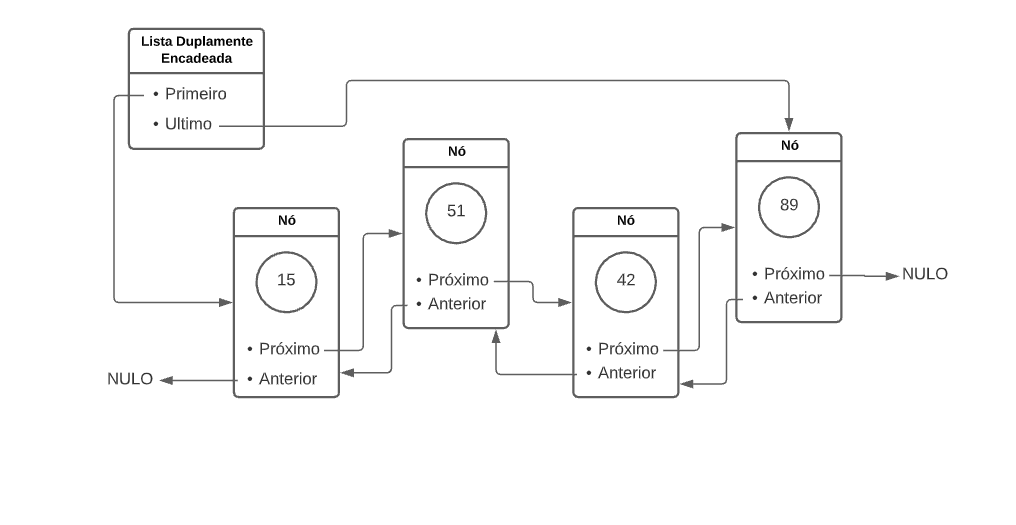 Lista Duplamente
Encadeada
• Primeiro
• Ultimo
Nó
15
• Próximo
• Anterior
NULO
Nó
51
• Próximo
• Anterior
Nó
42
• Próximo
• Anterior
Nó
89
• Próximo
• Anterior
NULO